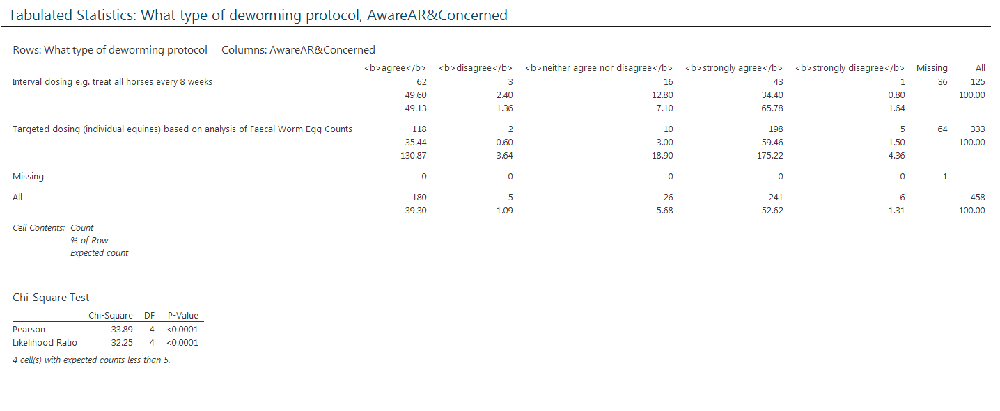 Tabulated Statistics: What type of deworming protocol, AwareAR&Concerned
Rows: What type of deworming protocol Columns: AwareAR&Concerned
<b>agree</b> <b>disagree</b> <b>neither agree nor disagree</b> <b>strongly agree</b> <b>strongly disagree</b> Missing All
Interval dosing e.g. treat all horses every 8 weeks 62 3 16 43 1 36 125
49.60 2.40 12.80 34.40 0.80 100.00
49.13 1.36 7.10 65.78 1.64
Targeted dosing (individual equines) based on analysis of Faecal Worm Egg Counts 118 2 10 198 5 64 333
35.44 0.60 3.00 59.46 1.50 100.00
130.87 3.64 18.90 175.22 4.36
Missing 0 0 0 0 0 1
All 180 5 26 241 6 458
39.30 1.09 5.68 52.62 1.31 100.00
Cell Contents: Count
% of Row
Expected count
Chi-Square Test
Chi-Square DF P-Value
Pearson 33.89 4 <0.0001
Likelihood Ratio 32.25 4 <0.0001
4 cell(s) with expected counts less than 5.